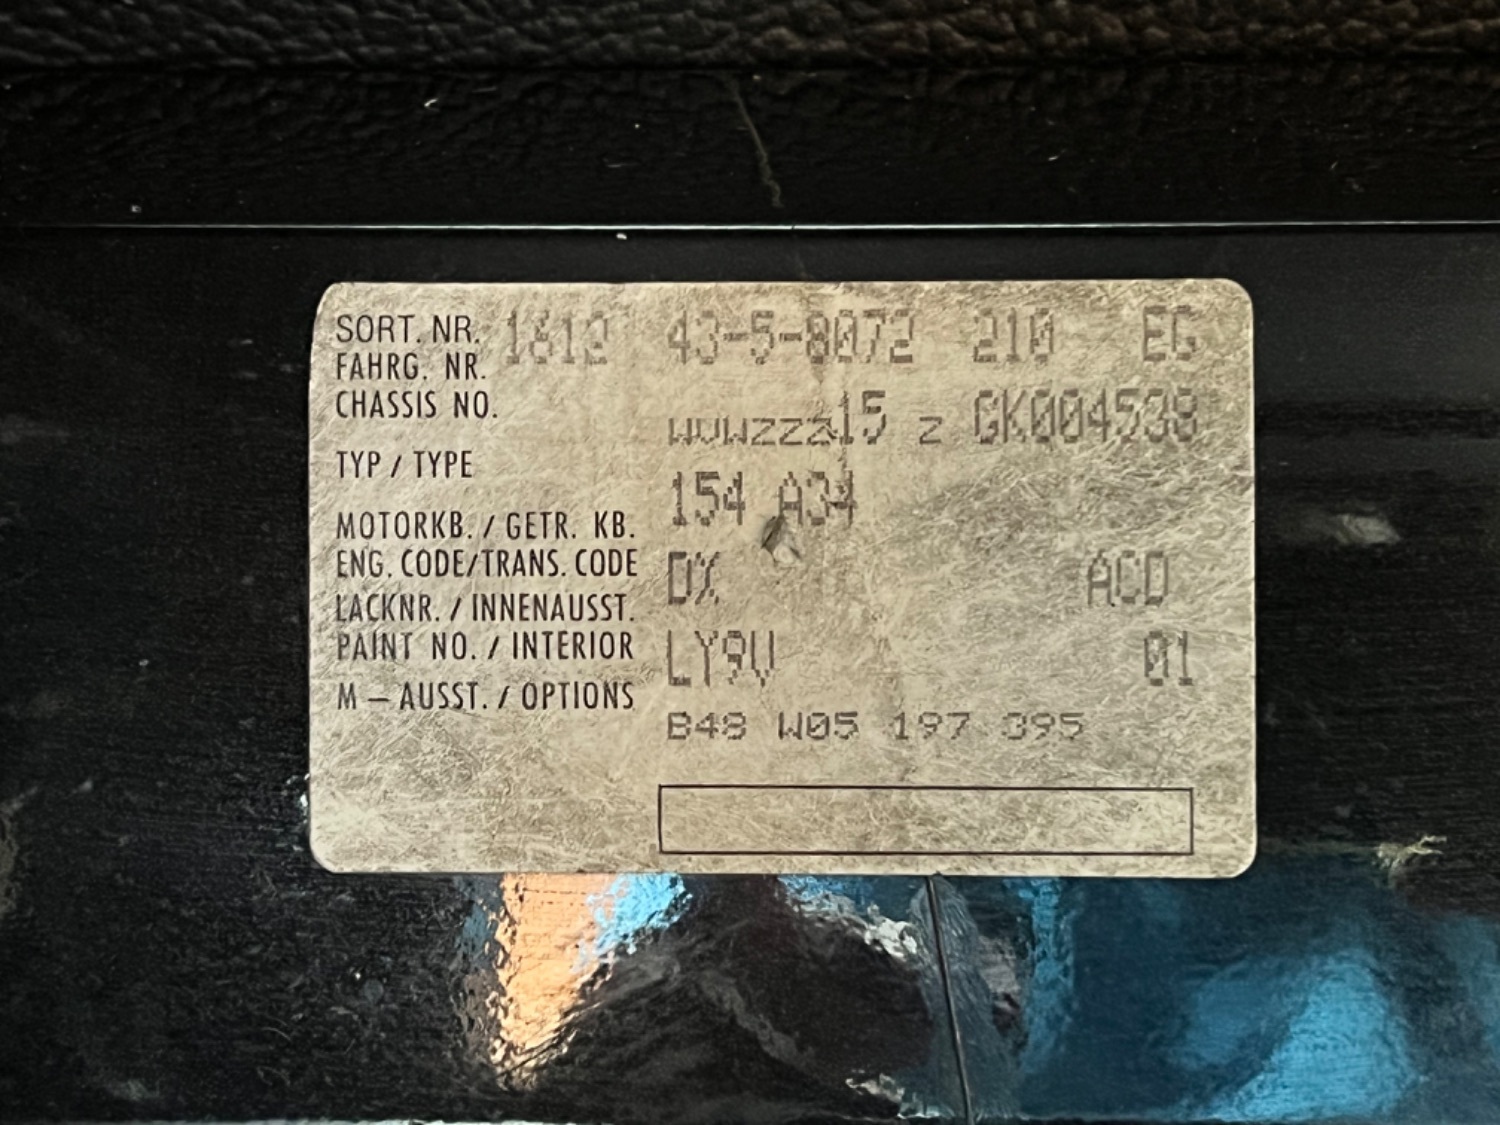 SORT. NR. 1612 43-5-8072 210 EG
FAHRG. NR.
CHASSIS NO. WVWZZZ15 Z GK004538
TYP / TYPE 154 A34
MOTORKB. / GETR. KB.
ENG. CODE/TRANS. CODE DX ACD
LACKNR. / INNENAUSST.
PAINT NO. / INTERIOR LY9V 01
M – AUSST. / OPTIONS B48 W05 197 395